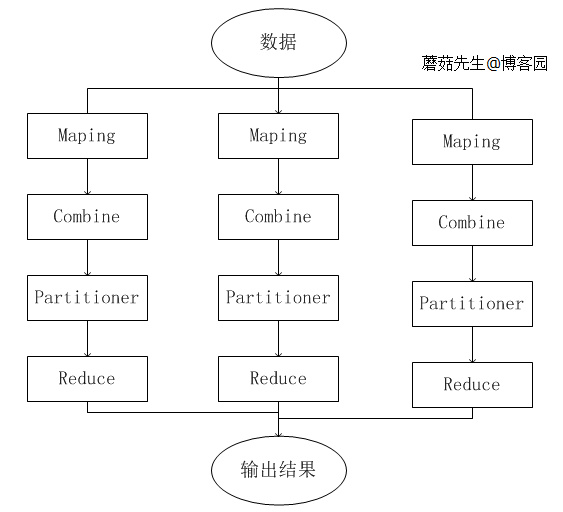 数据
蘑菇先生@博客园
Maping
Maping
Maping
Combine
Combine
Combine
Partitioner
Partitioner
Partitioner
Reduce
Reduce
Reduce
输出结果